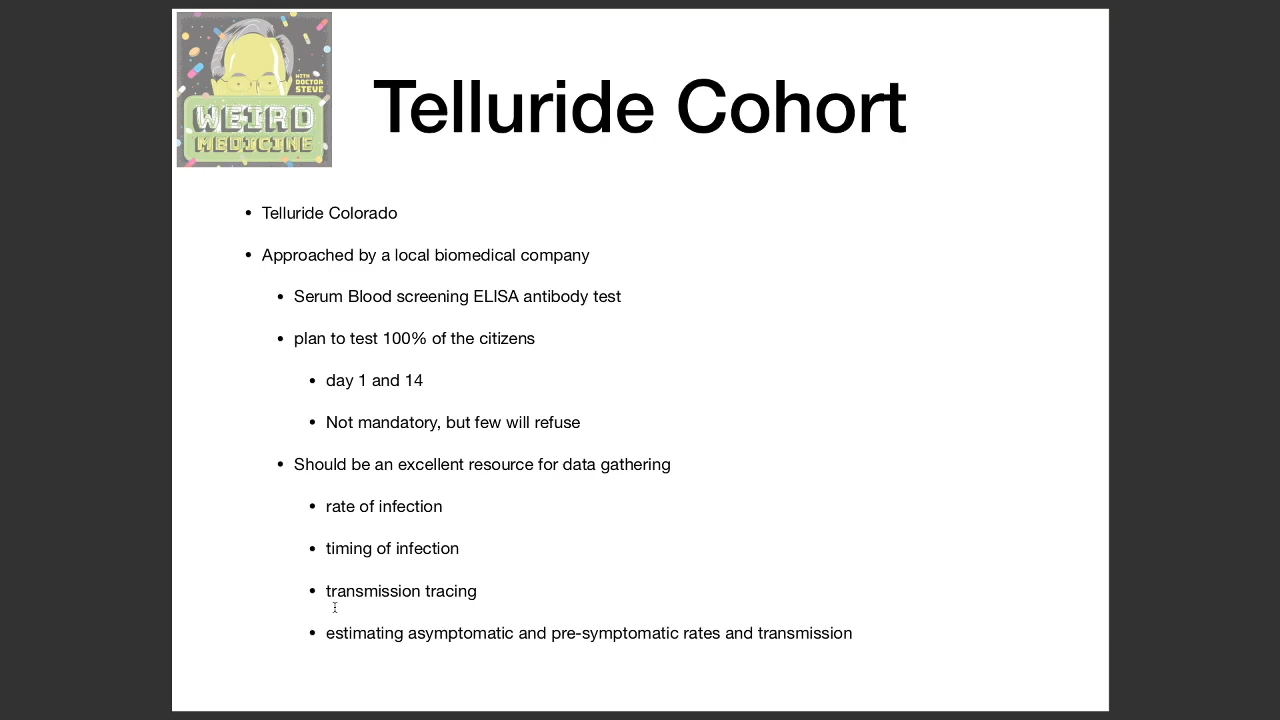 WITH
DOCTOR
STEVE
WEIRD
MEDICINE
Telluride Cohort
• Telluride Colorado
• Approached by a local biomedical company
• Serum Blood screening ELISA antibody test
• plan to test 100% of the citizens
• day 1 and 14
• Not mandatory, but few will refuse
• Should be an excellent resource for data gathering
• rate of infection
• timing of infection
• transmission tracing
• estimating asymptomatic and pre-symptomatic rates and transmission